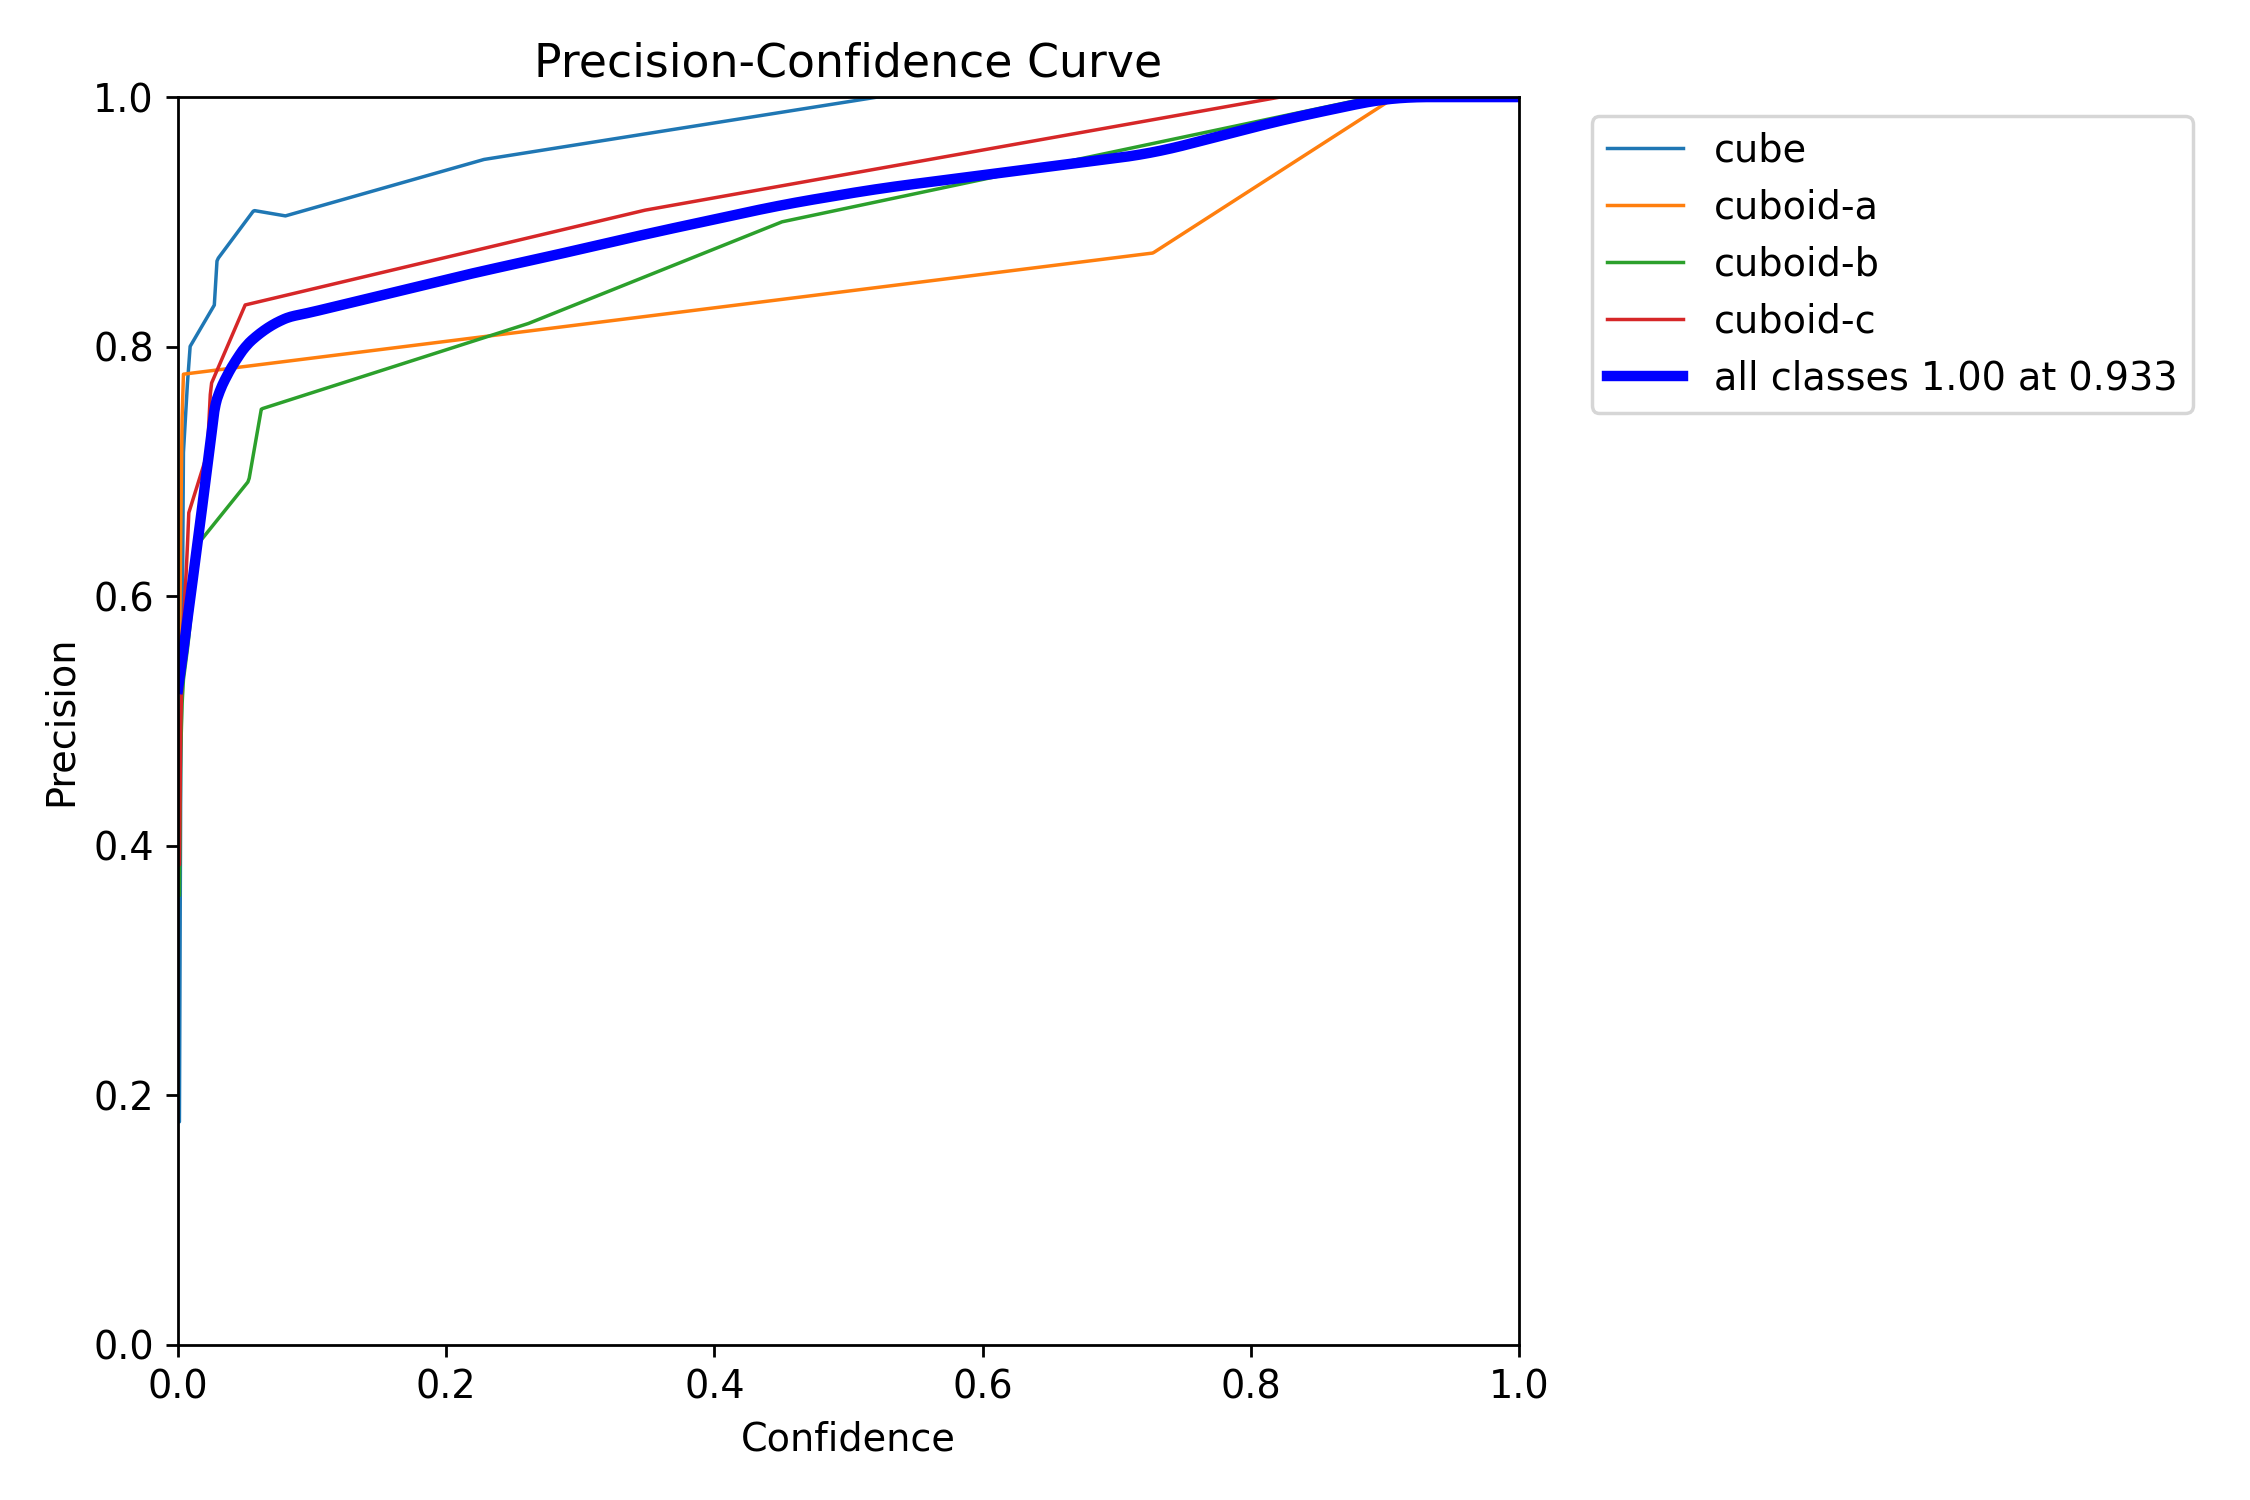 Precision-Confidence Curve
1.0
0.8
0.6
0.4
0.2
0.0
Precision
0.0 0.2 0.4 0.6 0.8 1.0
Confidence
cube
cuboid-a
cuboid-b
cuboid-c
all classes 1.00 at 0.933